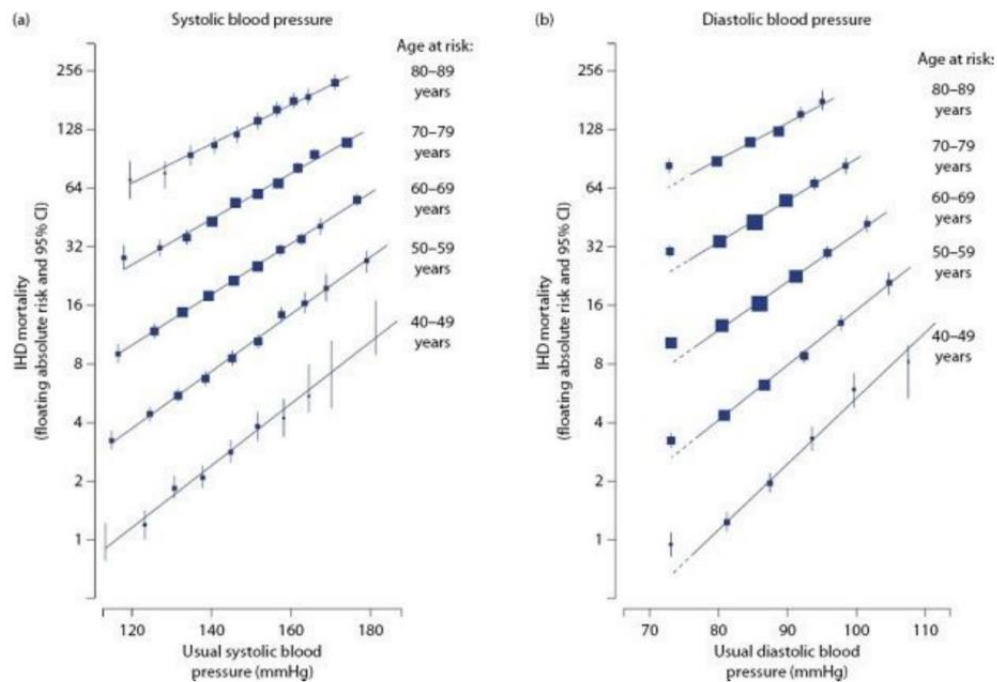 (a)
Systolic blood pressure
Age at risk:
80–89
years
70–79
years
60–69
years
50–59
years
40–49
years
256
128
64
32
16
8
4
2
1
IHD mortality
(floating absolute risk and 95% CI)
120
140
160
180
Usual systolic blood
pressure (mmHg)
(b)
Diastolic blood pressure
Age at risk:
80–89
years
70–79
years
60–69
years
50–59
years
40–49
years
256
128
64
32
16
8
4
2
1
IHD mortality
(floating absolute risk and 95% CI)
70
80
90
100
110
Usual diastolic blood
pressure (mmHg)